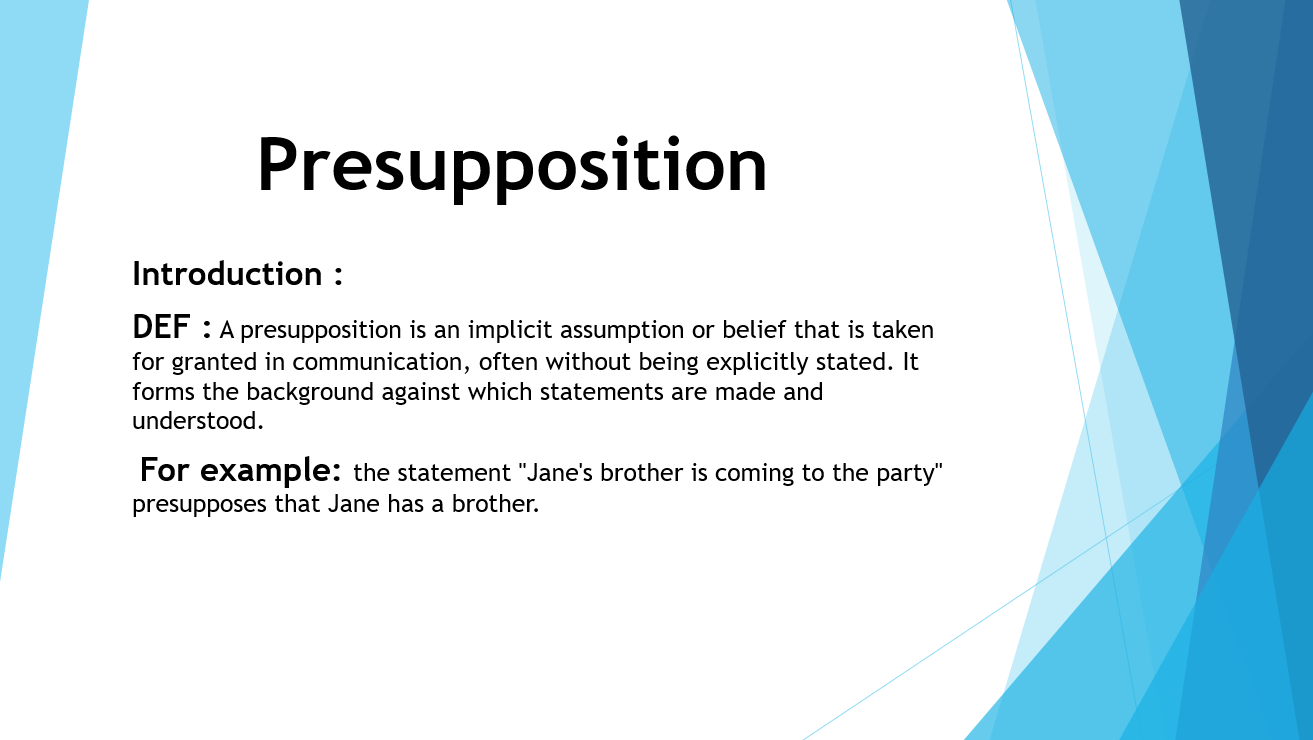 Presupposition
Introduction :
DEF : A presupposition is an implicit assumption or belief that is taken
for granted in communication, often without being explicitly stated. It
forms the background against which statements are made and
understood.
For example: the statement "Jane's brother is coming to the party"
presupposes that Jane has a brother.